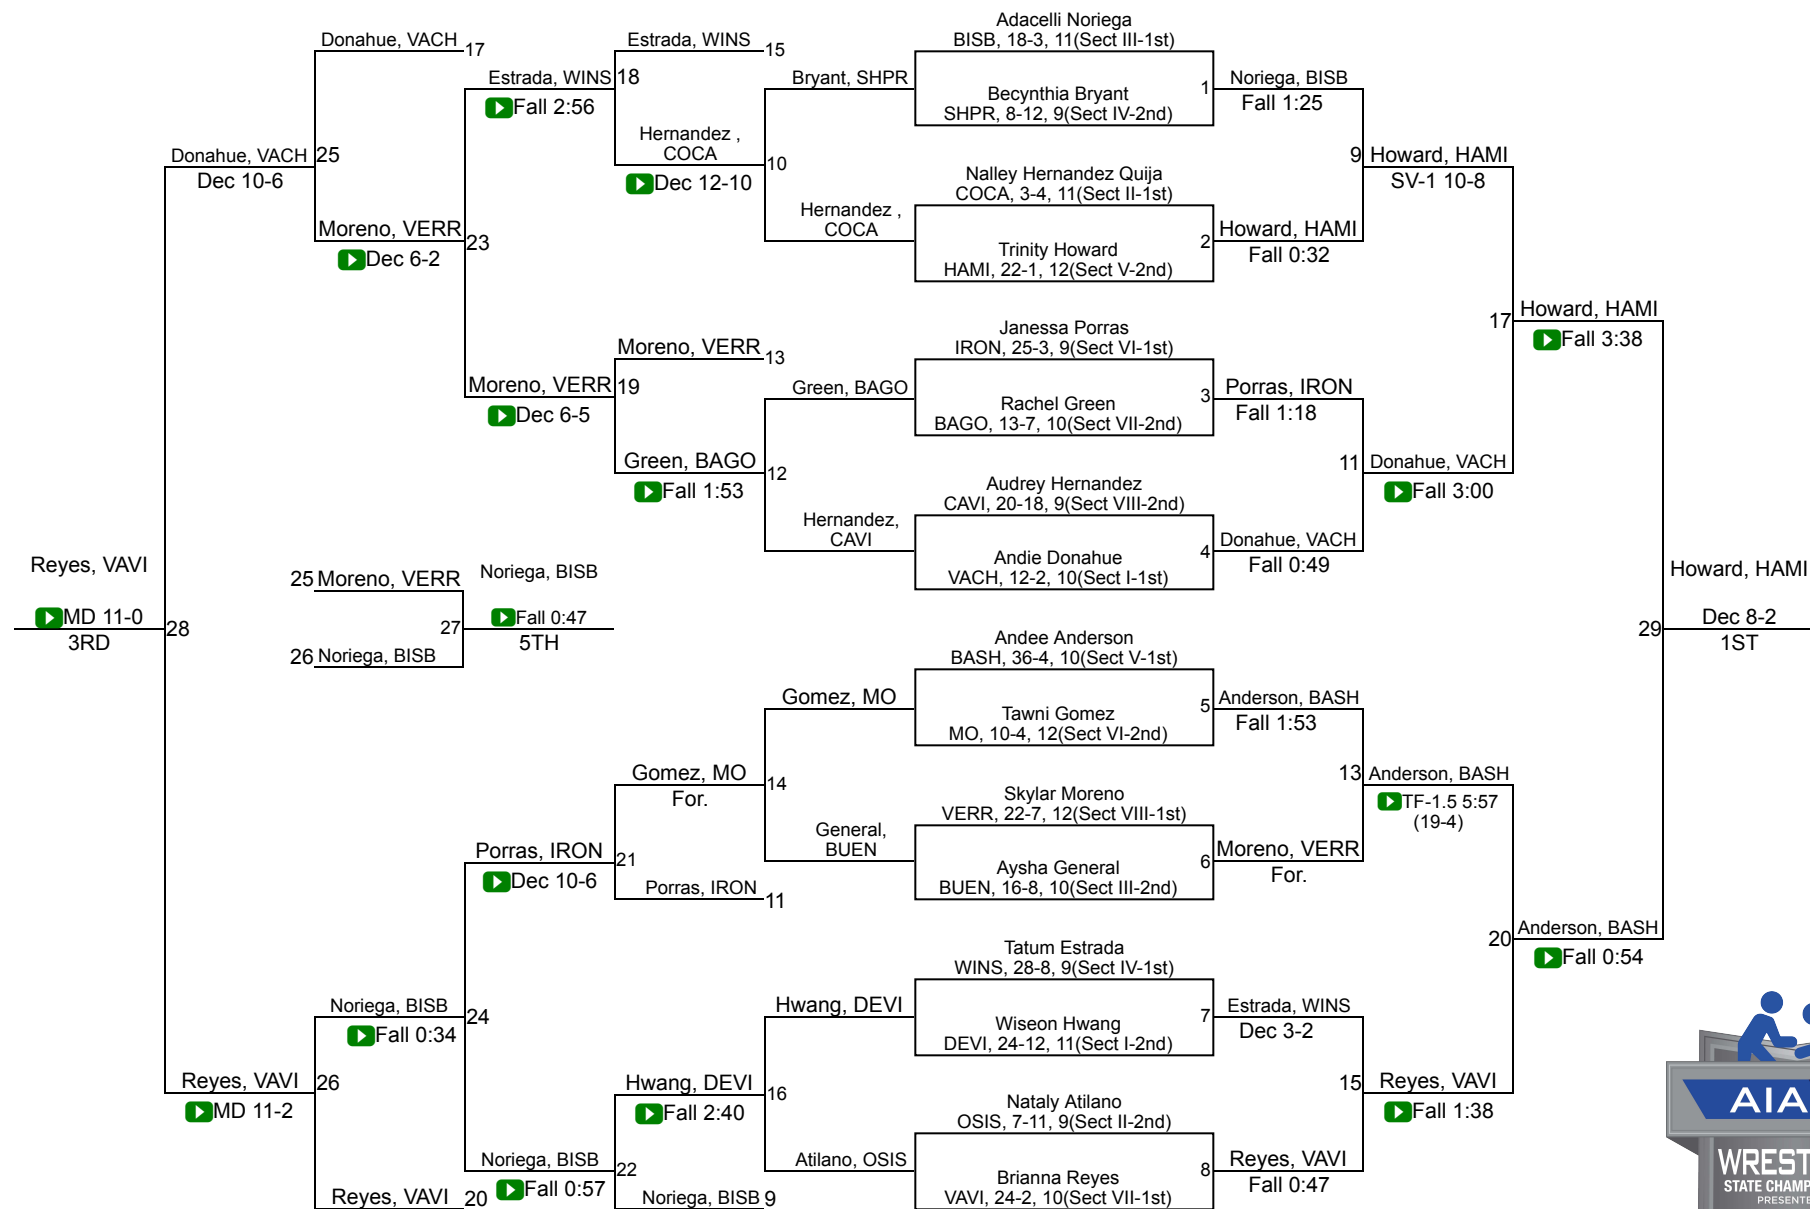 Adacelli Noriega
BISB, 18-3, 11(Sect III-1st)
Donahue, VACH 17
Estrada, WINS 15
Estrada, WINS 18
Fall 2:56
Bryant, SHPR
Becynthia Bryant
SHPR, 8-12, 9(Sect IV-2nd)
1 Noriega, BISB
Fall 1:25
Hernandez ,
COCA
10
Dec 12-10
Donahue, VACH 25
Dec 10-6
9 Howard, HAMI
SV-1 10-8
Nalley Hernandez Quija
COCA, 3-4, 11(Sect II-1st)
Hernandez ,
COCA
Moreno, VERR 23
Dec 6-2
Trinity Howard
HAMI, 22-1, 12(Sect V-2nd)
2 Howard, HAMI
Fall 0:32
17 Howard, HAMI
Fall 3:38
Janessa Porras
IRON, 25-3, 9(Sect VI-1st)
Moreno, VERR 13
Moreno, VERR 19
Dec 6-5
Green, BAGO
Rachel Green
BAGO, 13-7, 10(Sect VII-2nd)
3 Porras, IRON
Fall 1:18
Green, BAGO 12
Fall 1:53
11 Donahue, VACH
Fall 3:00
Audrey Hernandez
CAVI, 20-18, 9(Sect VIII-2nd)
Hernandez,
CAVI
Andie Donahue
VACH, 12-2, 10(Sect I-1st)
4 Donahue, VACH
Fall 0:49
Reyes, VAVI
MD 11-0
3RD
28
25 Moreno, VERR
26 Noriega, BISB
27
Noriega, BISB
Fall 0:47
5TH
Howard, HAMI
29
Dec 8-2
1ST
Andee Anderson
BASH, 36-4, 10(Sect V-1st)
Gomez, MO
Tawni Gomez
MO, 10-4, 12(Sect VI-2nd)
5 Anderson, BASH
Fall 1:53
Gomez, MO 14
For.
13 Anderson, BASH
TF-1.5 5:57
(19-4)
Skylar Moreno
VERR, 22-7, 12(Sect VIII-1st)
General,
BUEN
Porras, IRON 21
Dec 10-6
Aysha General
BUEN, 16-8, 10(Sect III-2nd)
6 Moreno, VERR
For.
Porras, IRON 11
20 Anderson, BASH
Fall 0:54
Tatum Estrada
WINS, 28-8, 9(Sect IV-1st)
Noriega, BISB 24
Fall 0:34
Hwang, DEVI
Wiseon Hwang
DEVI, 24-12, 11(Sect I-2nd)
7 Estrada, WINS
Dec 3-2
Reyes, VAVI 26
MD 11-2
Hwang, DEVI 16
Fall 2:40
15 Reyes, VAVI
Fall 1:38
Nataly Atilano
OSIS, 7-11, 9(Sect II-2nd)
Noriega, BISB 22
Fall 0:57
Atilano, OSIS
Brianna Reyes
VAVI, 24-2, 10(Sect VII-1st)
8 Reyes, VAVI
Fall 0:47
Reyes, VAVI 20
Noriega, BISB 9
AIA
WREST
STATE CHAMP
PRESENTE